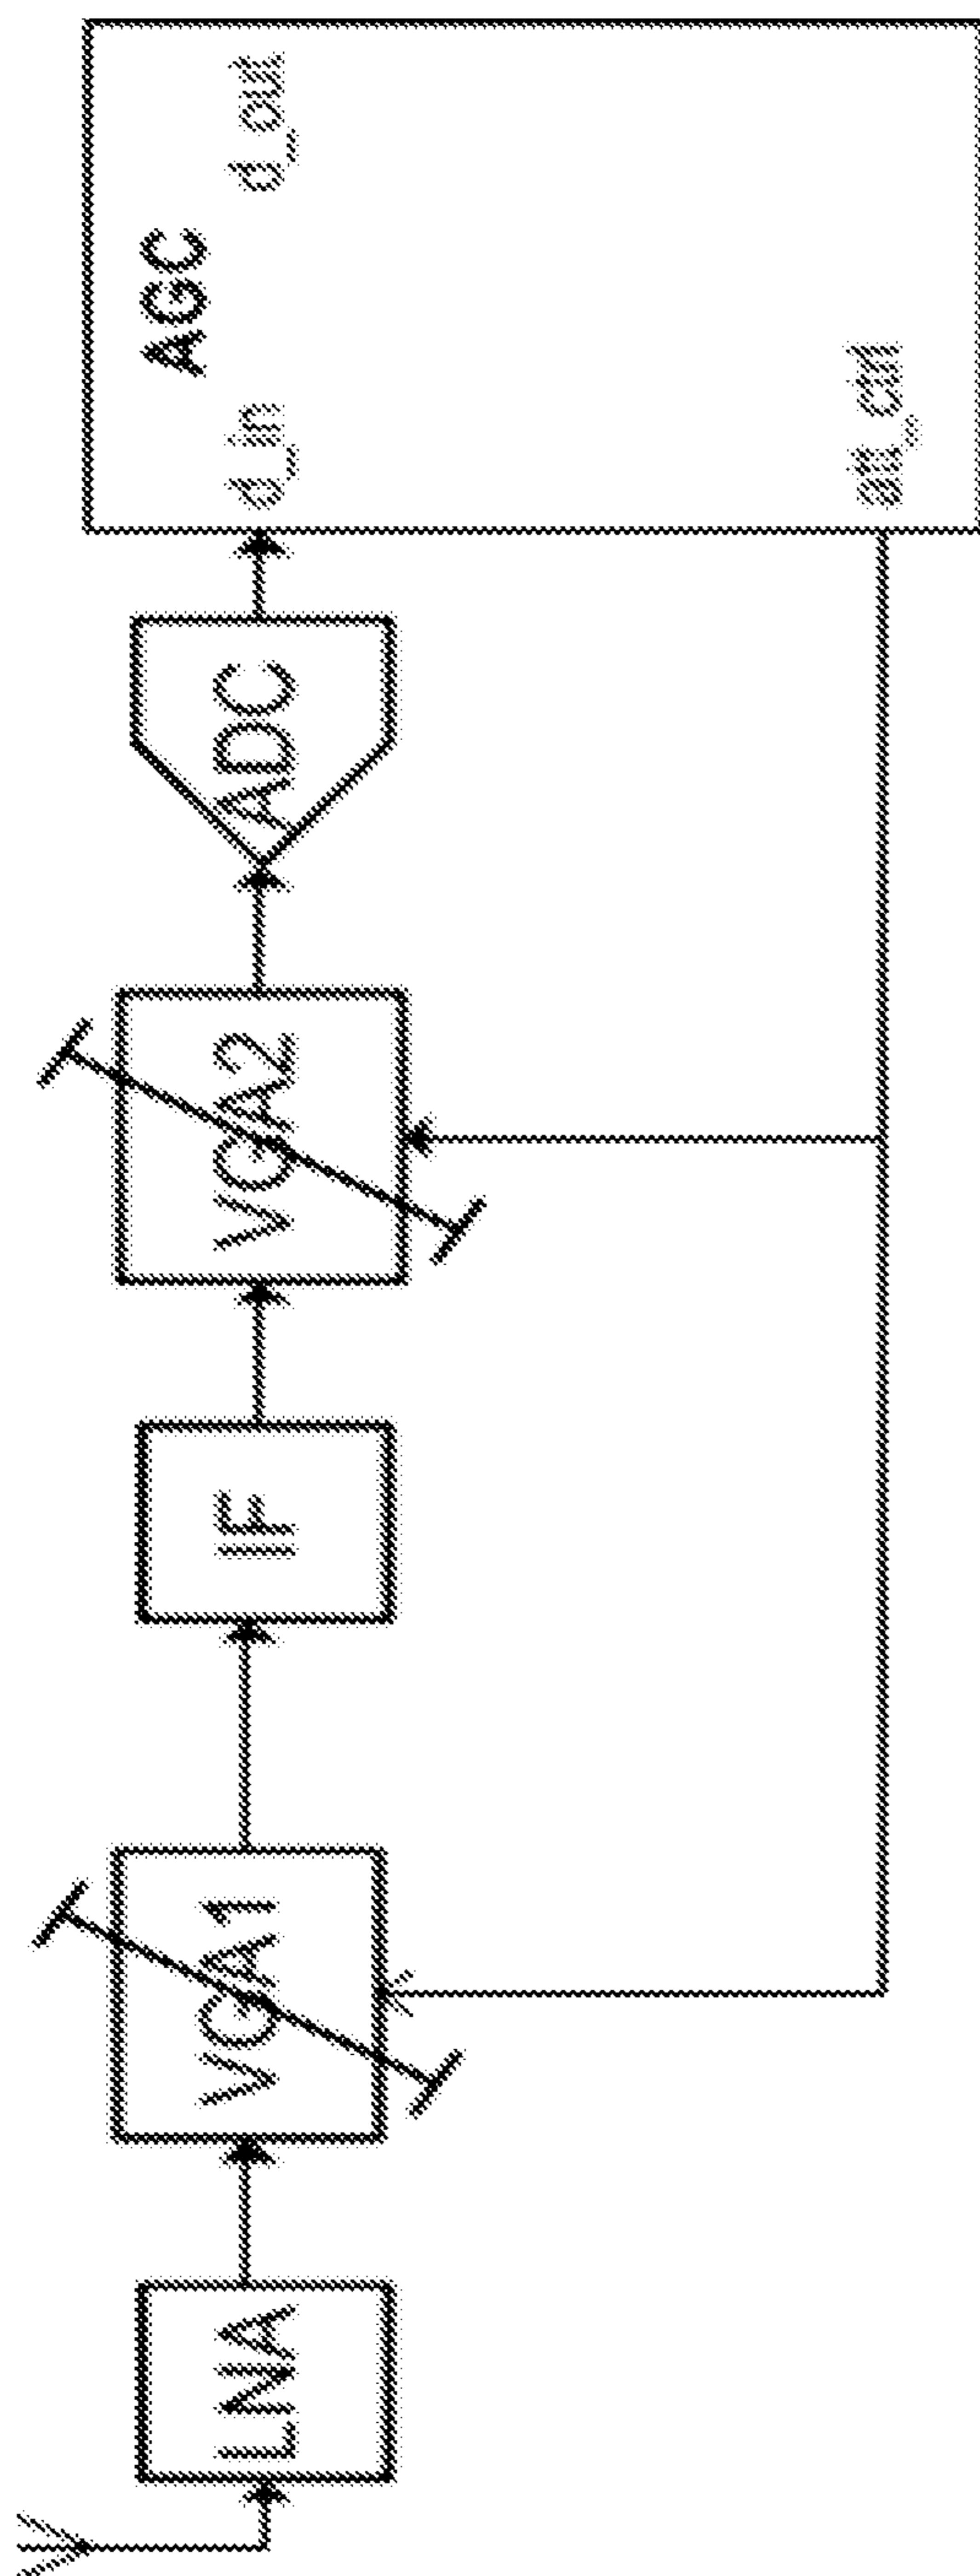 LNA
VGA1
IF
VGA2
ADC
AGC
d_in
d_out
att_ctrl